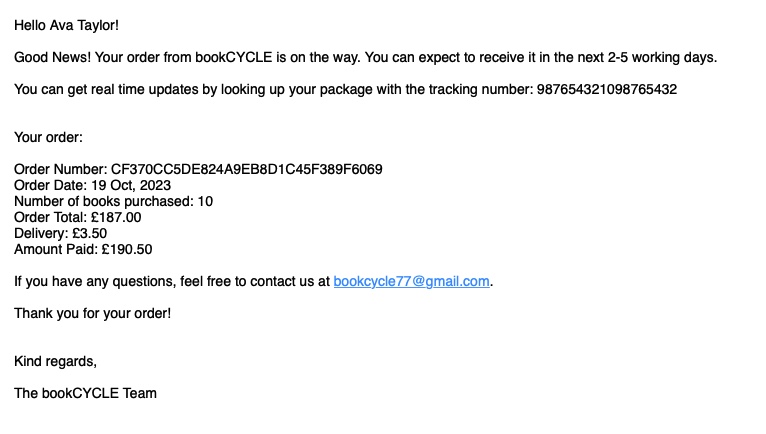 Hello Ava Taylor!
Good News! Your order from bookCYCLE is on the way. You can expect to receive it in the next 2-5 working days.
You can get real time updates by looking up your package with the tracking number: 987654321098765432
Your order:
Order Number: CF370CC5DE824A9EB8D1C45F389F6069
Order Date: 19 Oct, 2023
Number of books purchased: 10
Order Total: £187.00
Delivery: £3.50
Amount Paid: £190.50
If you have any questions, feel free to contact us at bookcycle77@gmail.com.
Thank you for your order!
Kind regards,
The bookCYCLE Team